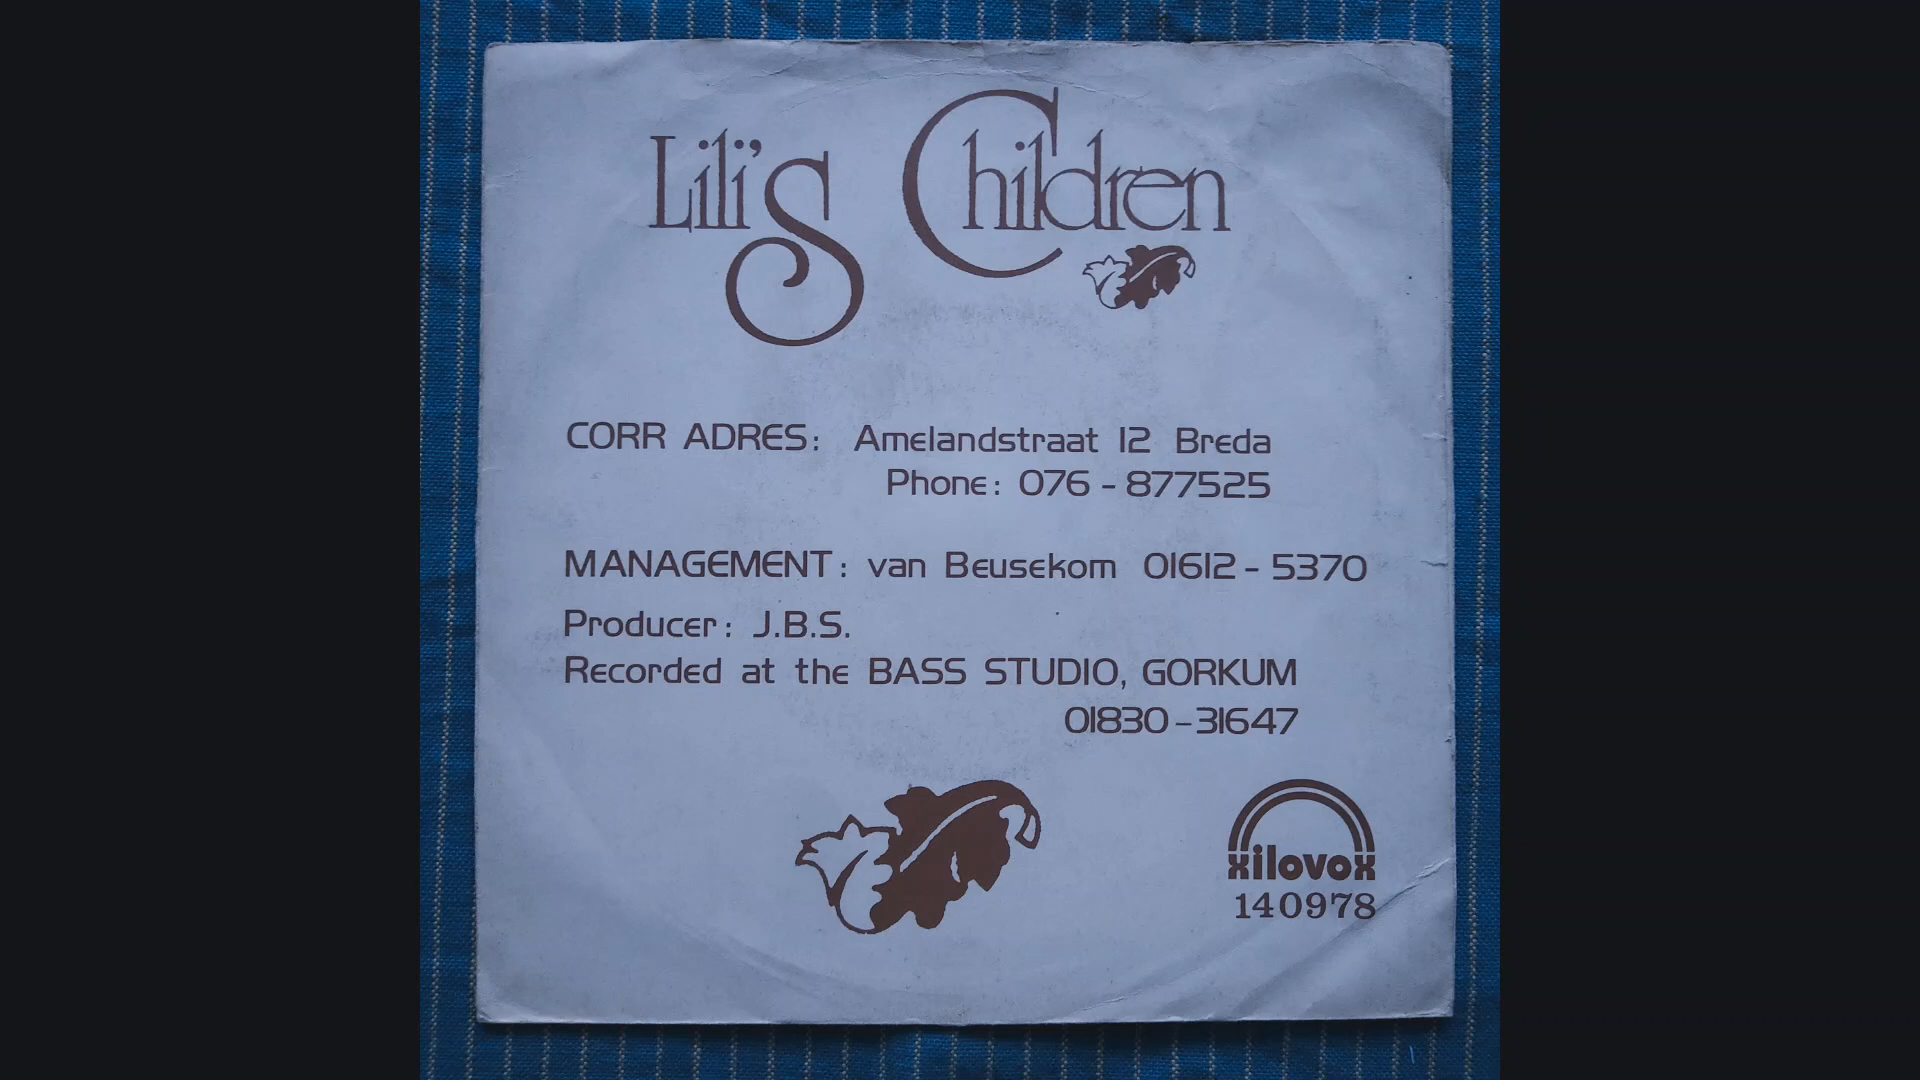 Lili's Children
CORR ADRES: Amelandstraat 12 Breda
Phone: 076 - 877525
MANAGEMENT: van Beusekom 01612 - 5370
Producer: J.B.S.
Recorded at the BASS STUDIO, GORKUM
01830 - 31647
xilovox
140978